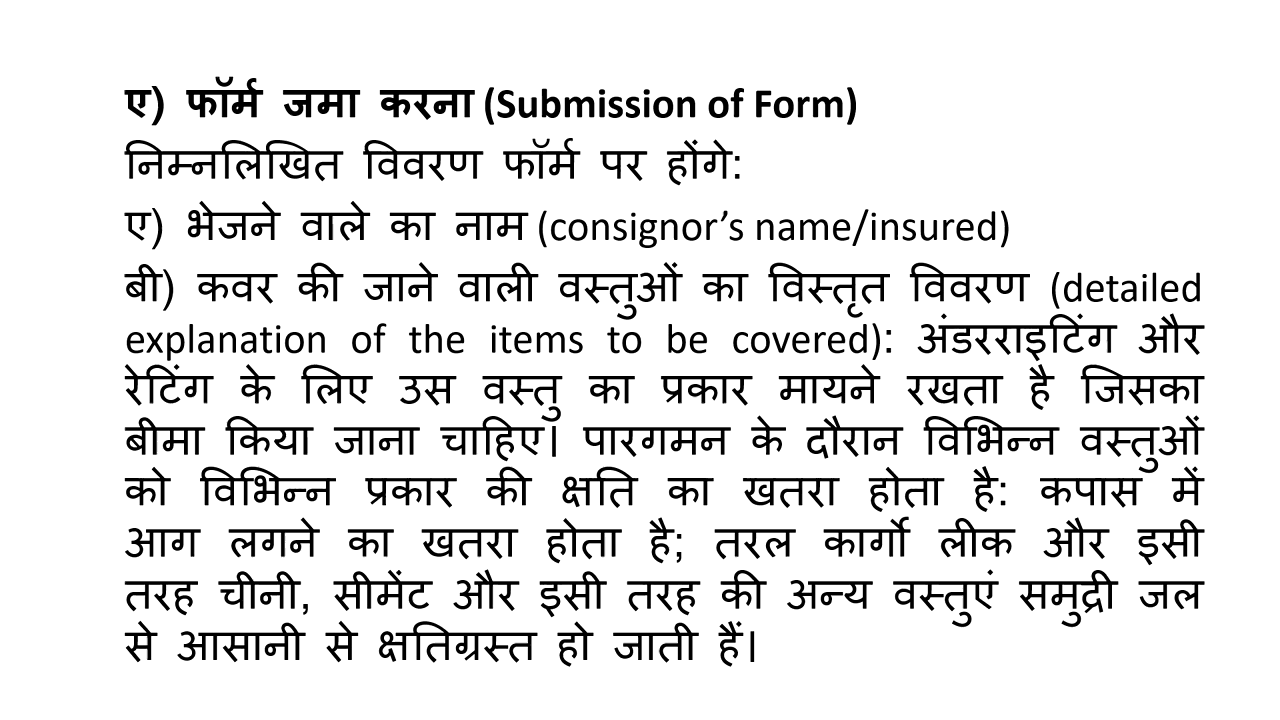 ए) फॉर्म जमा करना (Submission of Form)
निम्नलिखित विवरण फॉर्म पर होंगे:
ए) भेजने वाले का नाम (consignor’s name/insured)
बी) कवर की जाने वाली वस्तुओं का विस्तृत विवरण (detailed
explanation of the items to be covered): अंडरराइटिंग और
रेटिंग के लिए उस वस्तु का प्रकार मायने रखता है जिसका
बीमा किया जाना चाहिए। पारगमन के दौरान विभिन्न वस्तुओं
को विभिन्न प्रकार की क्षति का खतरा होता है: कपास में
आग लगने का खतरा होता है; तरल कार्गो लीक और इसी
तरह चीनी, सीमेंट और इसी तरह की अन्य वस्तुएं समुद्री जल
से आसानी से क्षतिग्रस्त हो जाती हैं।